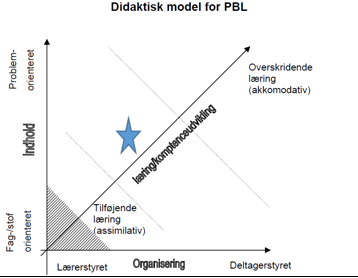 Didaktisk model for PBL
Problem-
orienteret
Indhold
Fag-/stof
orienteret
Overskridende
læring
(akkomodativ)
læring/komptenceudvikling
Tilføjende
læring
(assimilativ)
Lærerstyret
Organisering
Deltagerstyret